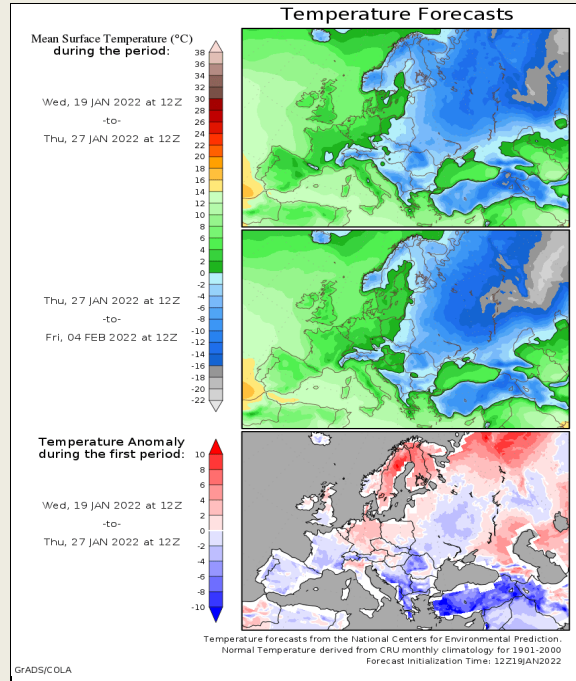 Temperature Forecasts
Mean Surface Temperature (°C)
during the period:
Wed, 19 JAN 2022 at 12Z
-to-
Thu, 27 JAN 2022 at 12Z
38
36
34
32
30
28
26
24
22
20
18
16
14
12
10
8
6
4
2
0
-2
-4
-6
-8
-10
-12
-14
-16
-18
-20
-22
Thu, 27 JAN 2022 at 12Z
-to-
Fri, 04 FEB 2022 at 12Z
Temperature Anomaly
during the first period:
Wed, 19 JAN 2022 at 12Z
-to-
Thu, 27 JAN 2022 at 12Z
10
8
6
4
2
0
-2
-4
-6
-8
-10
Temperature forecasts from the National Centers for Environmental Prediction.
Normal Temperature derived from CRU monthly climatology for 1901-2000
Forecast Initialization Time: 12Z19JAN2022
GrADS/COLA